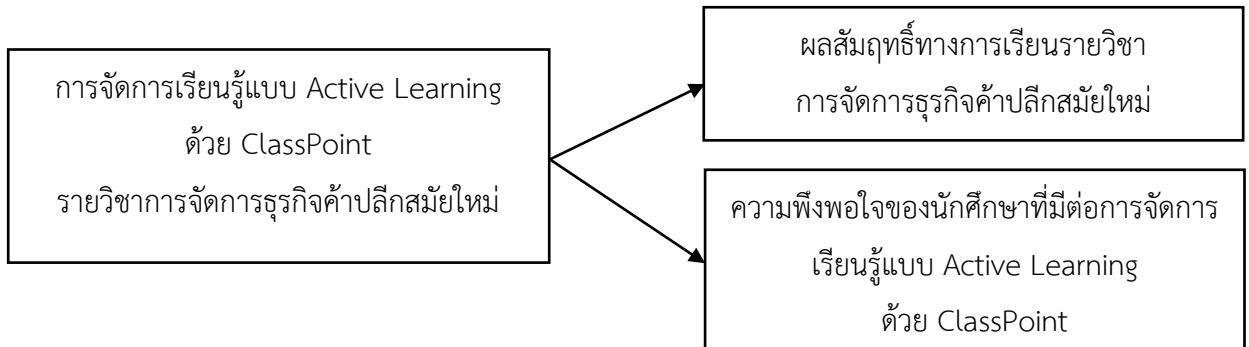 การจัดการเรียนรู้แบบ Active Learning
ด้วย ClassPoint
รายวิชาการจัดการธุรกิจค้าปลีกสมัยใหม่
ผลสัมฤทธิ์ทางการเรียนรายวิชา
การจัดการธุรกิจค้าปลีกสมัยใหม่
ความพึงพอใจของนักศึกษาที่มีต่อการจัดการ
เรียนรู้แบบ Active Learning
ด้วย ClassPoint